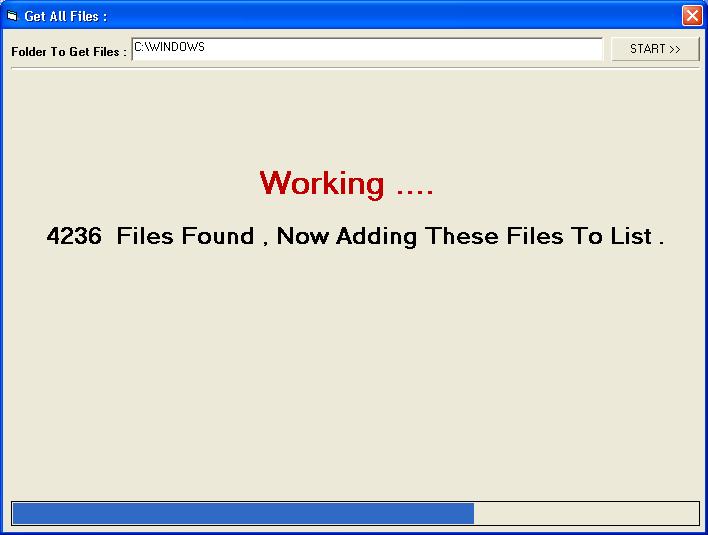 Get All Files :
Folder To Get Files : C:\WINDOWS START >>
Working ....
4236 Files Found , Now Adding These Files To List .